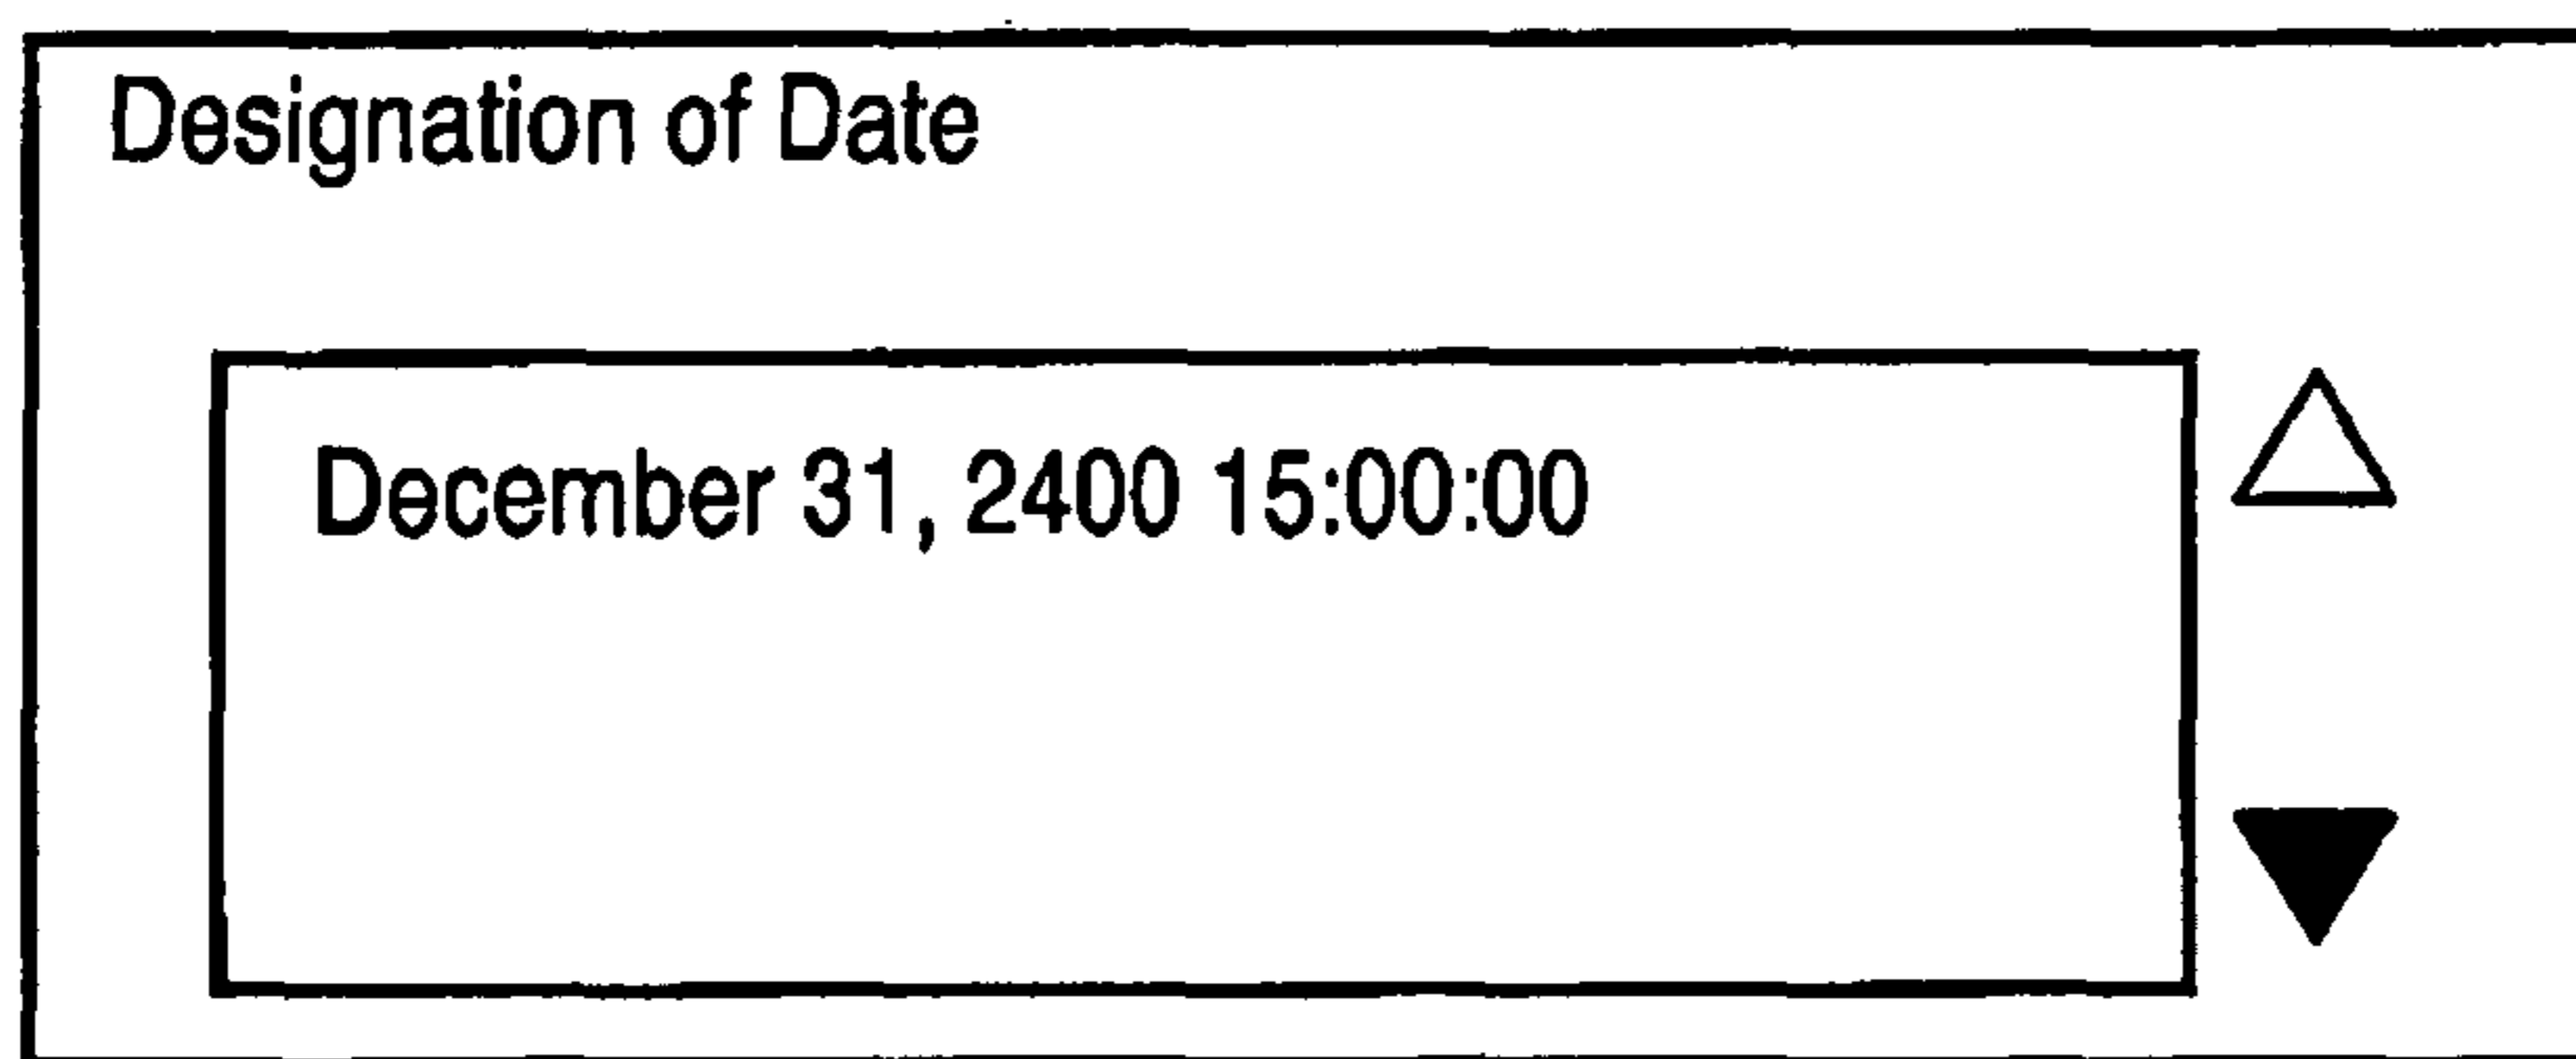 Designation of Date
December 31, 2400 15:00:00